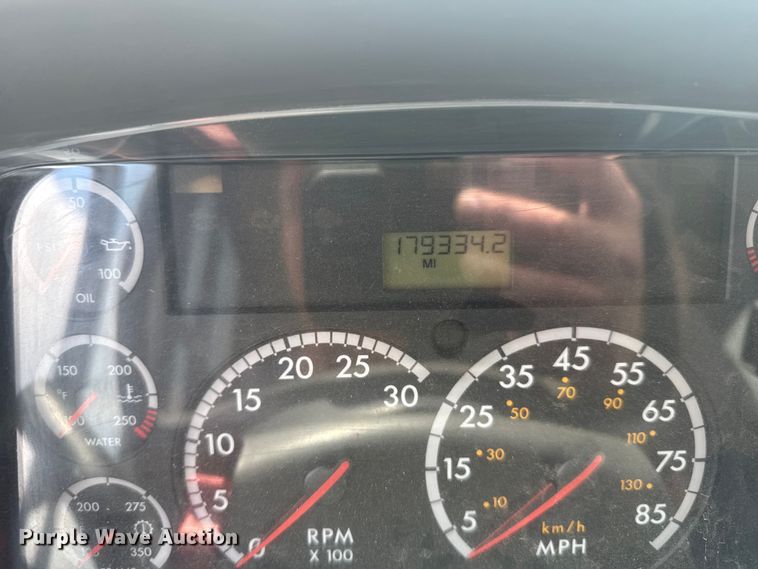 179334.2
MI
50
PSI
100
OIL
150 200
°F
100 250
WATER
200 275
350
0 5 10 15 20 25 30
RPM
X 100
5 15 25 35 45 55 65 75 85
10 30 50 70 90 110 130
km/h
MPH
Purple Wave Auction